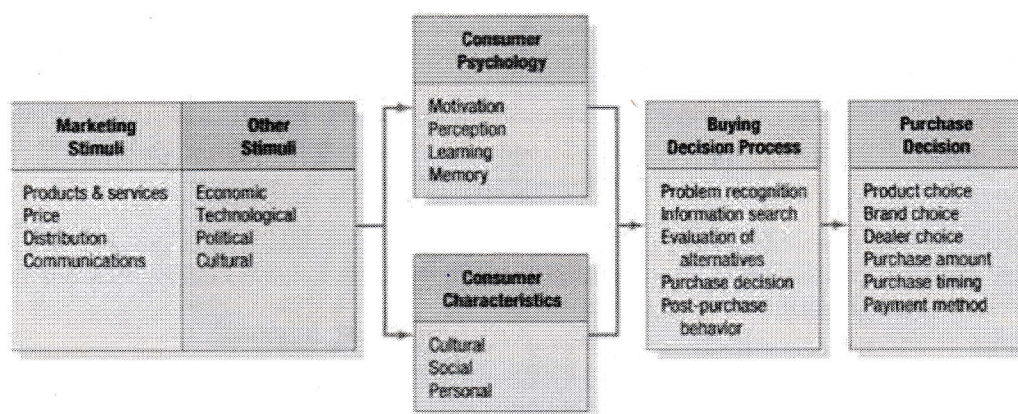 Consumer
Psychology
Motivation
Perception
Learning
Memory
Marketing
Stimuli
Products & services
Price
Distribution
Communications
Other
Stimuli
Economic
Technological
Political
Cultural
Consumer
Characteristics
Cultural
Social
Personal
Buying
Decision Process
Problem recognition
Information search
Evaluation of
alternatives
Purchase decision
Post-purchase
behavior
Purchase
Decision
Product choice
Brand choice
Dealer choice
Purchase amount
Purchase timing
Payment method